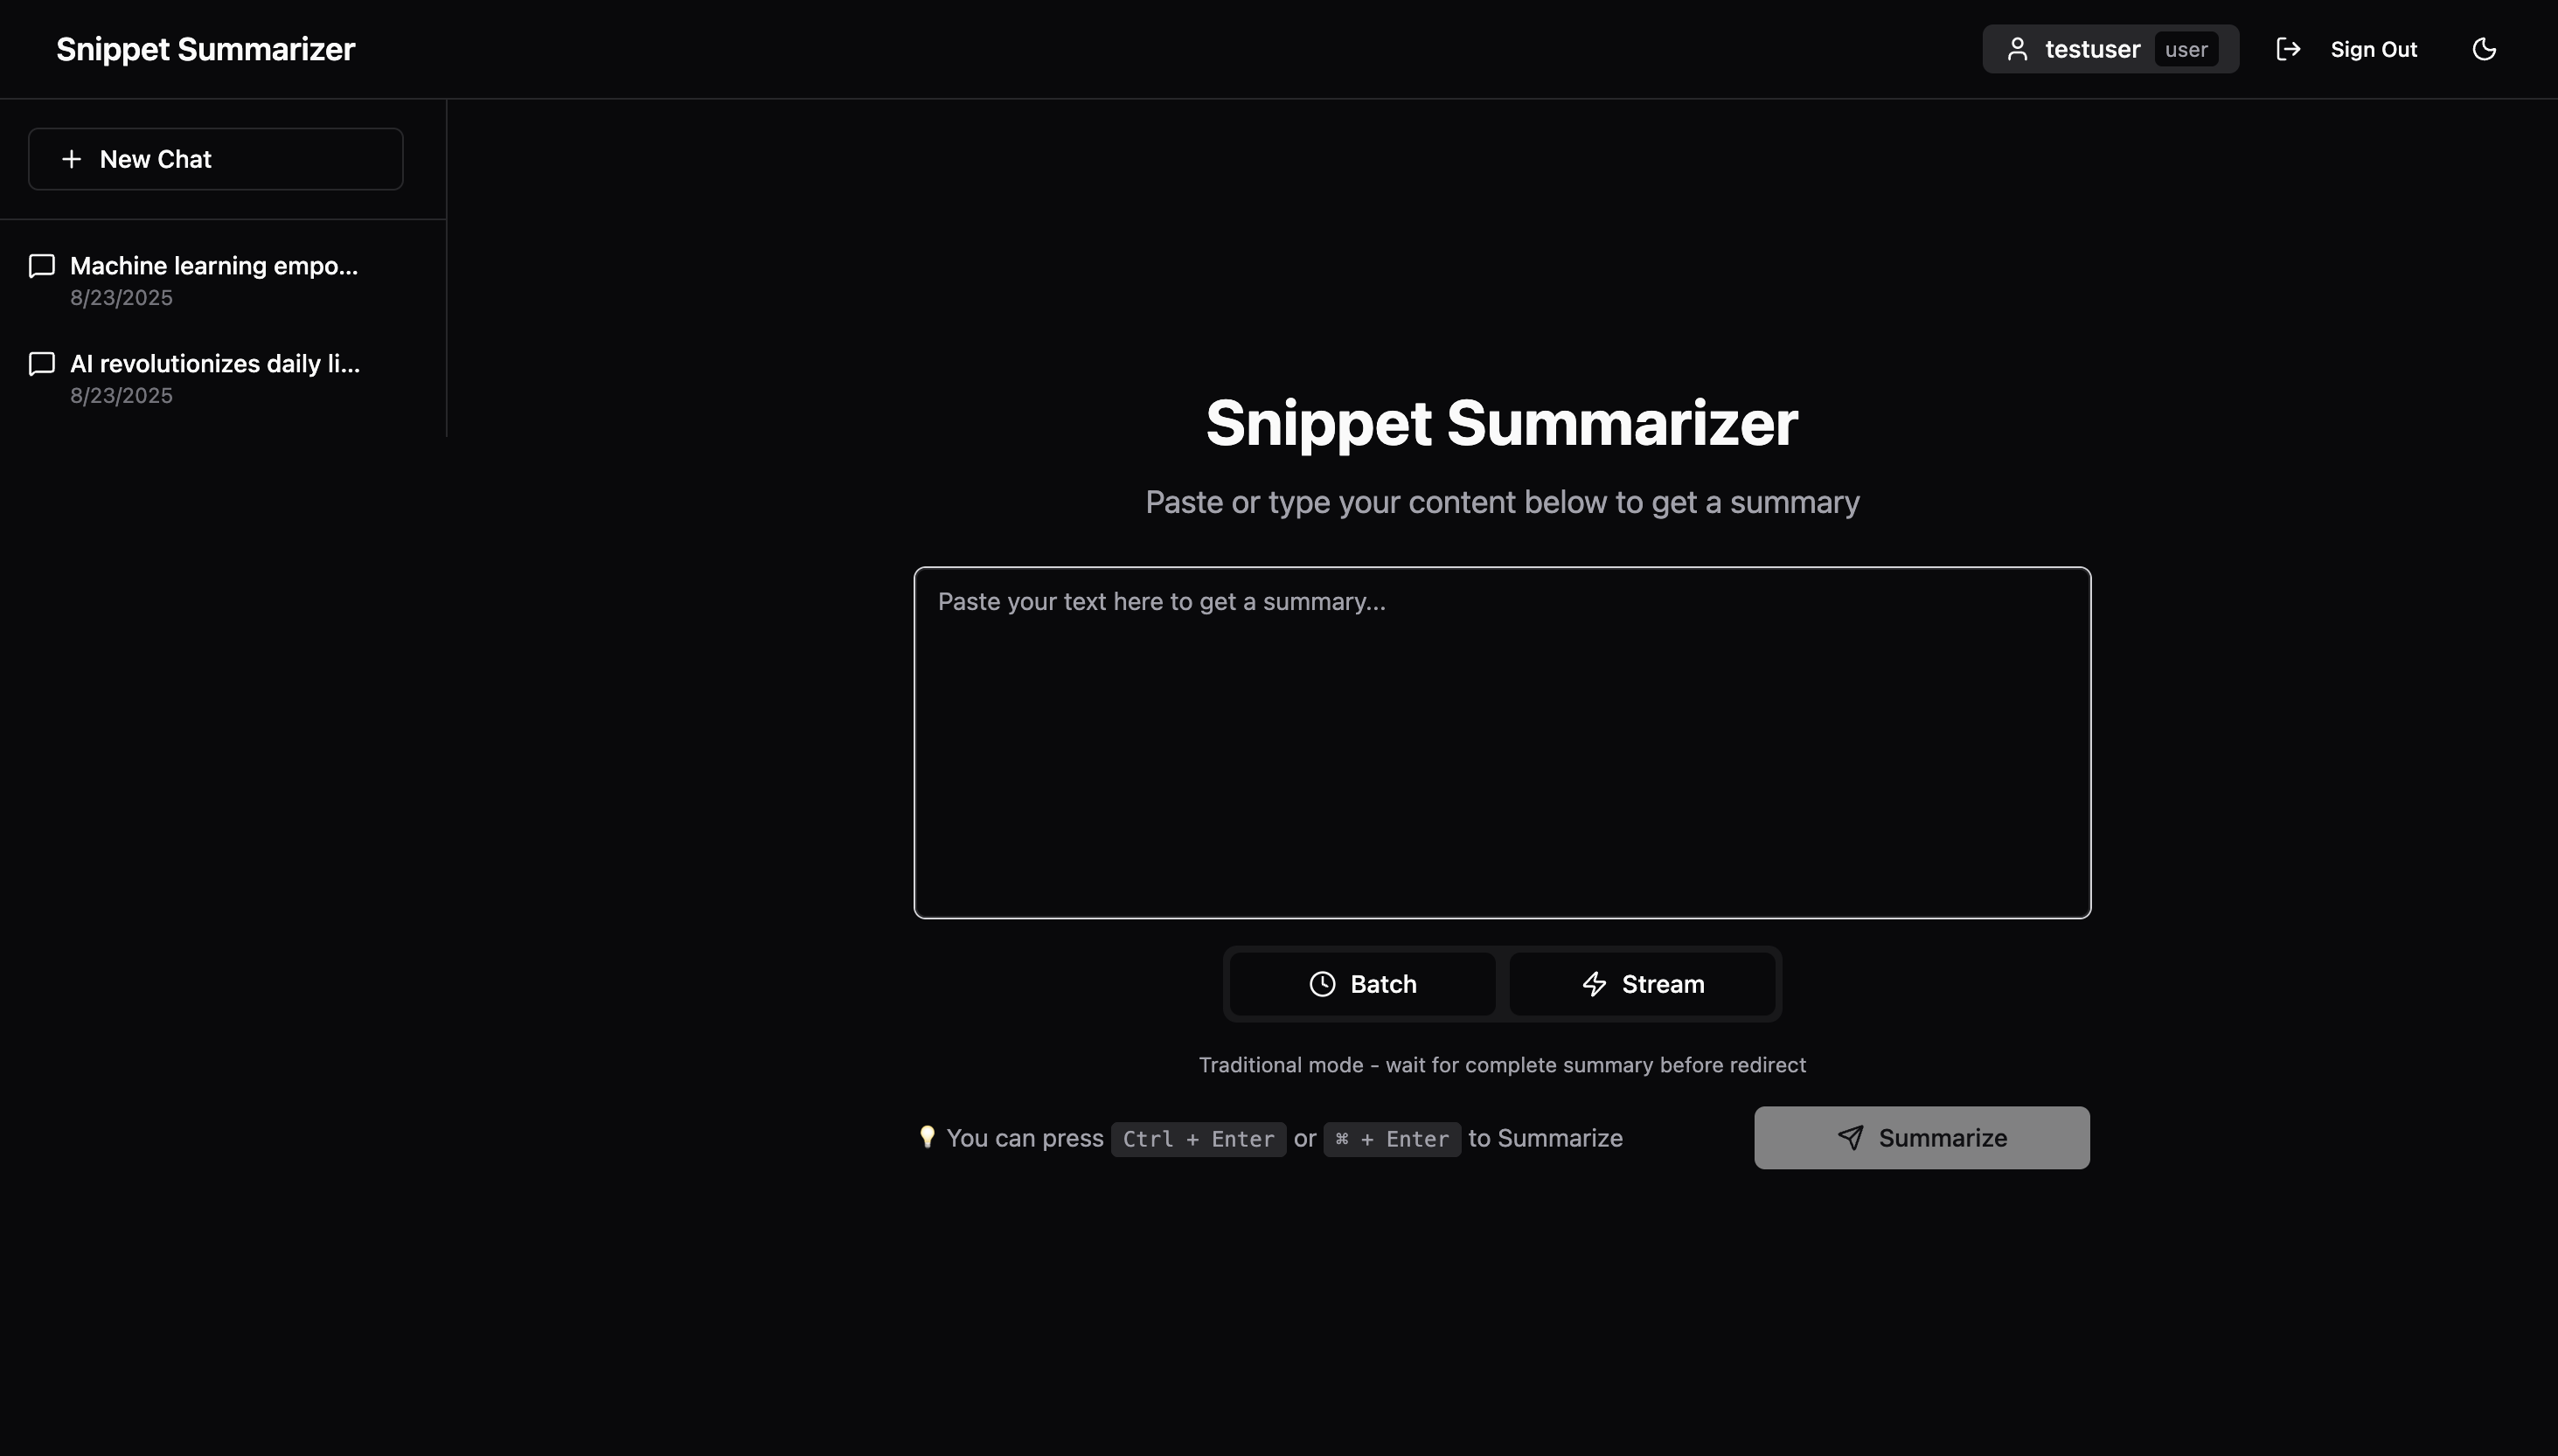 Snippet Summarizer
testuser user
Sign Out
New Chat
Machine learning empo...
8/23/2025
AI revolutionizes daily li...
8/23/2025
Snippet Summarizer
Paste or type your content below to get a summary
Paste your text here to get a summary...
Batch
Stream
Traditional mode - wait for complete summary before redirect
💡 You can press Ctrl + Enter or ⌘ + Enter to Summarize
Summarize